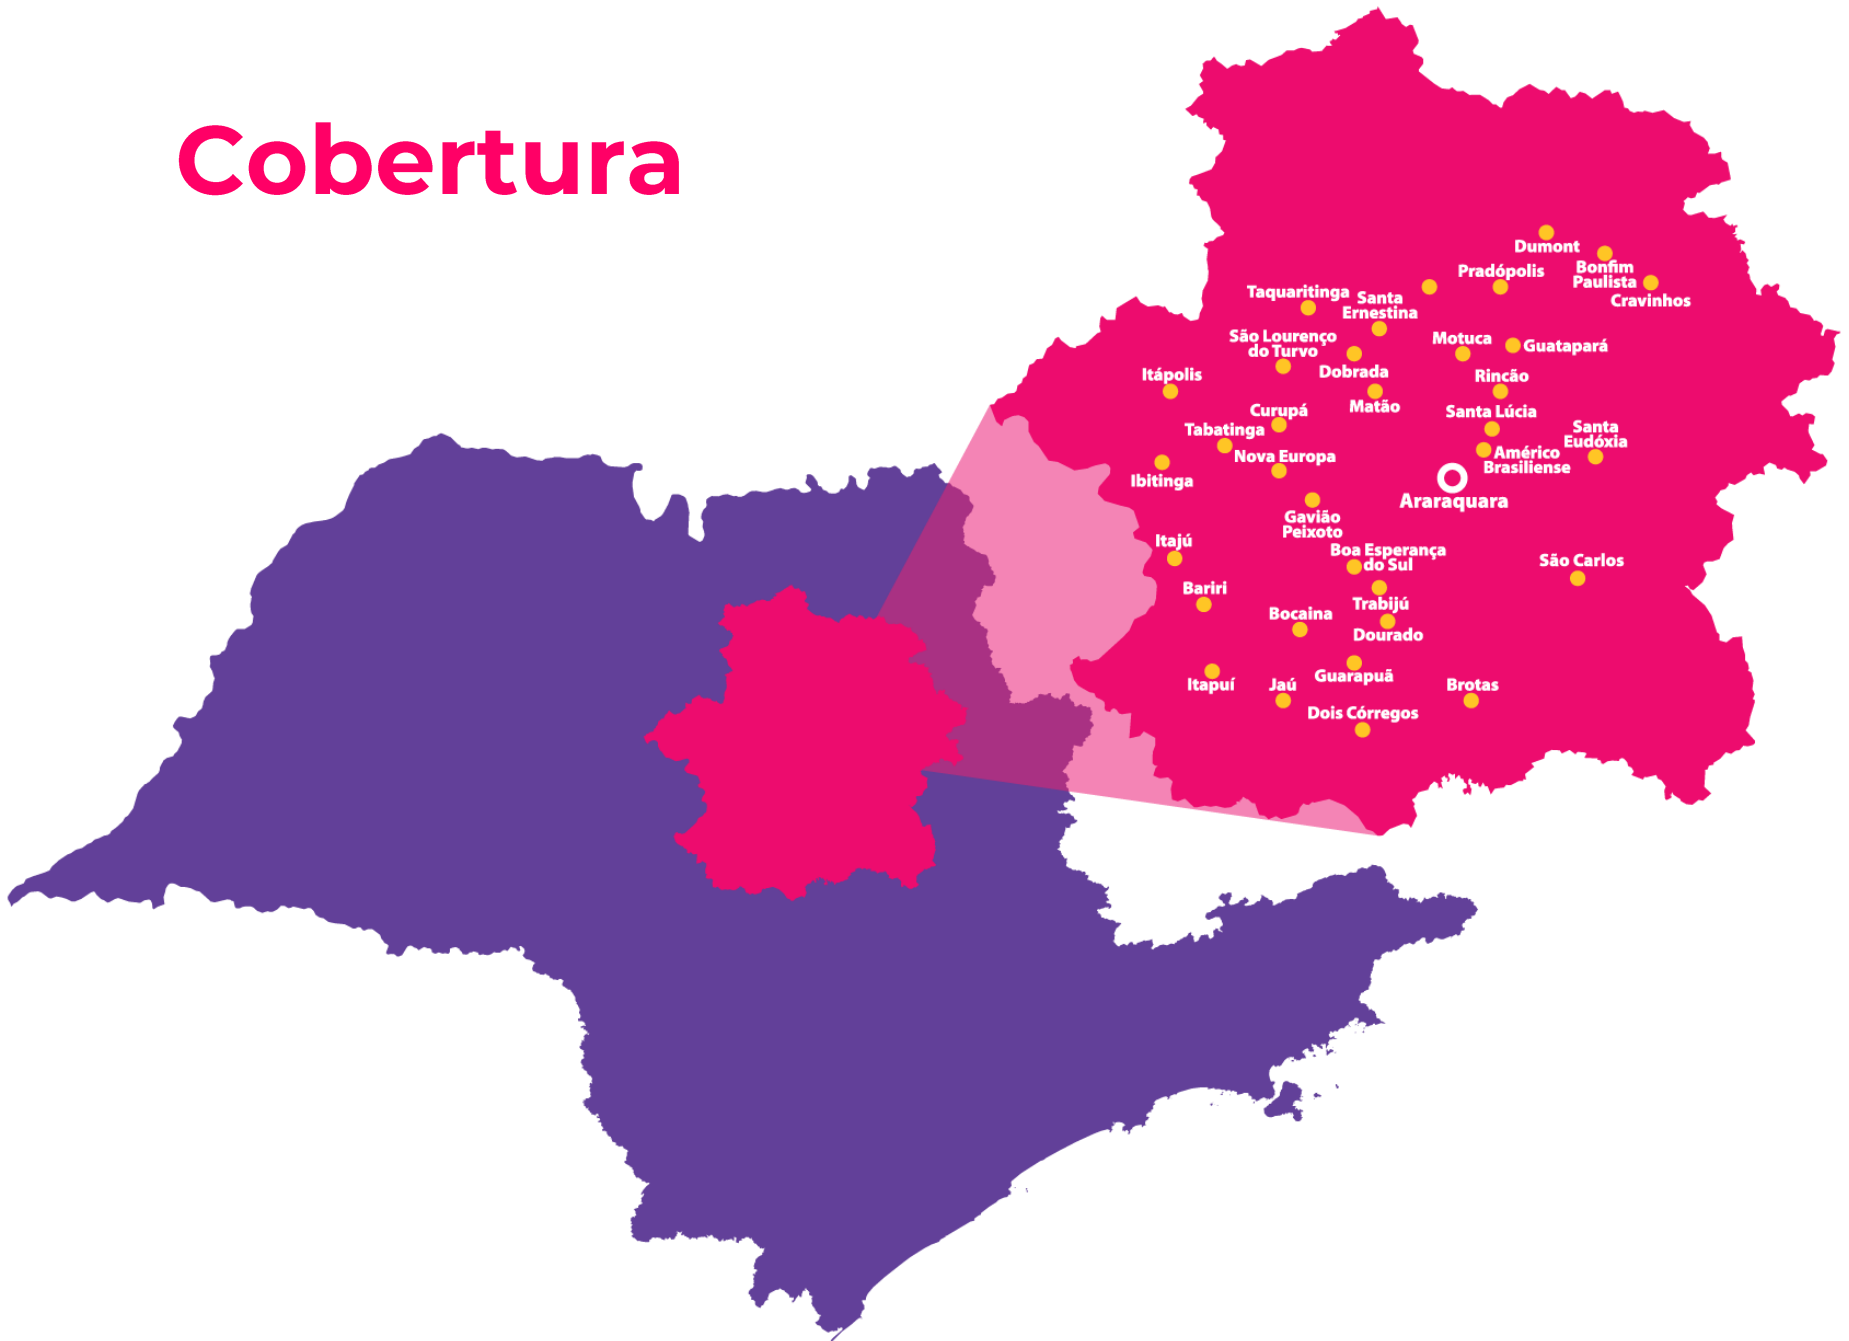 Cobertura
Dumont
Bonfim
Paulista
Pradópolis
Cravinhos
Taquaritinga
Santa
Ernestina
São Lourenço
do Turvo
Motuca
Guatapará
Dobrada
Itápolis
Rincão
Matão
Curupá
Santa Lúcia
Tabatinga
Santa
Eudóxia
Nova Europa
Américo
Brasiliense
Ibitinga
Araraquara
Gavião
Peixoto
Itajú
Boa Esperança
do Sul
São Carlos
Bariri
Trabijú
Bocaina
Dourado
Guarapuã
Itapuí
Jaú
Brotas
Dois Córregos